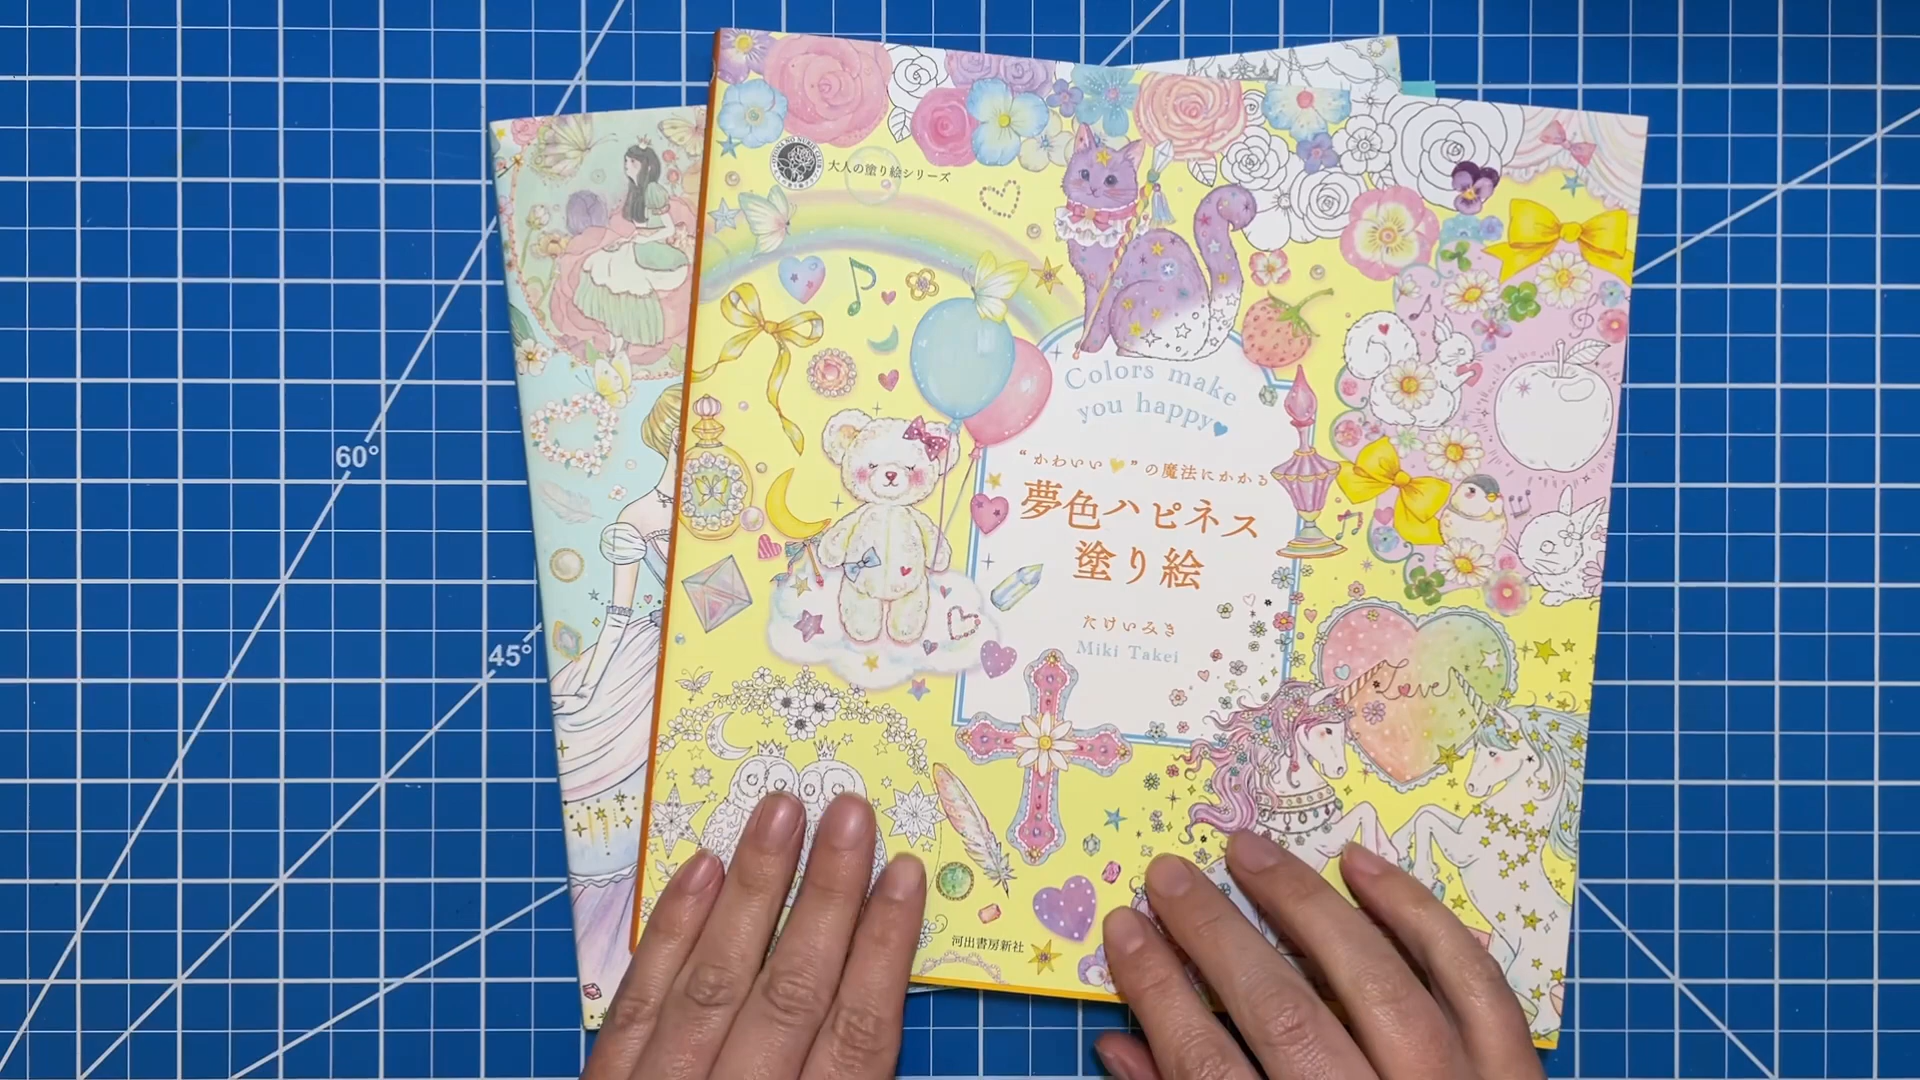 大人の塗り絵シリーズ
Colors make
you happy
“かわいい♥”の魔法にかかる
夢色ハピネス
塗り絵
たけいみき
Miki Takei
Love
河出書房新社
60°
45°